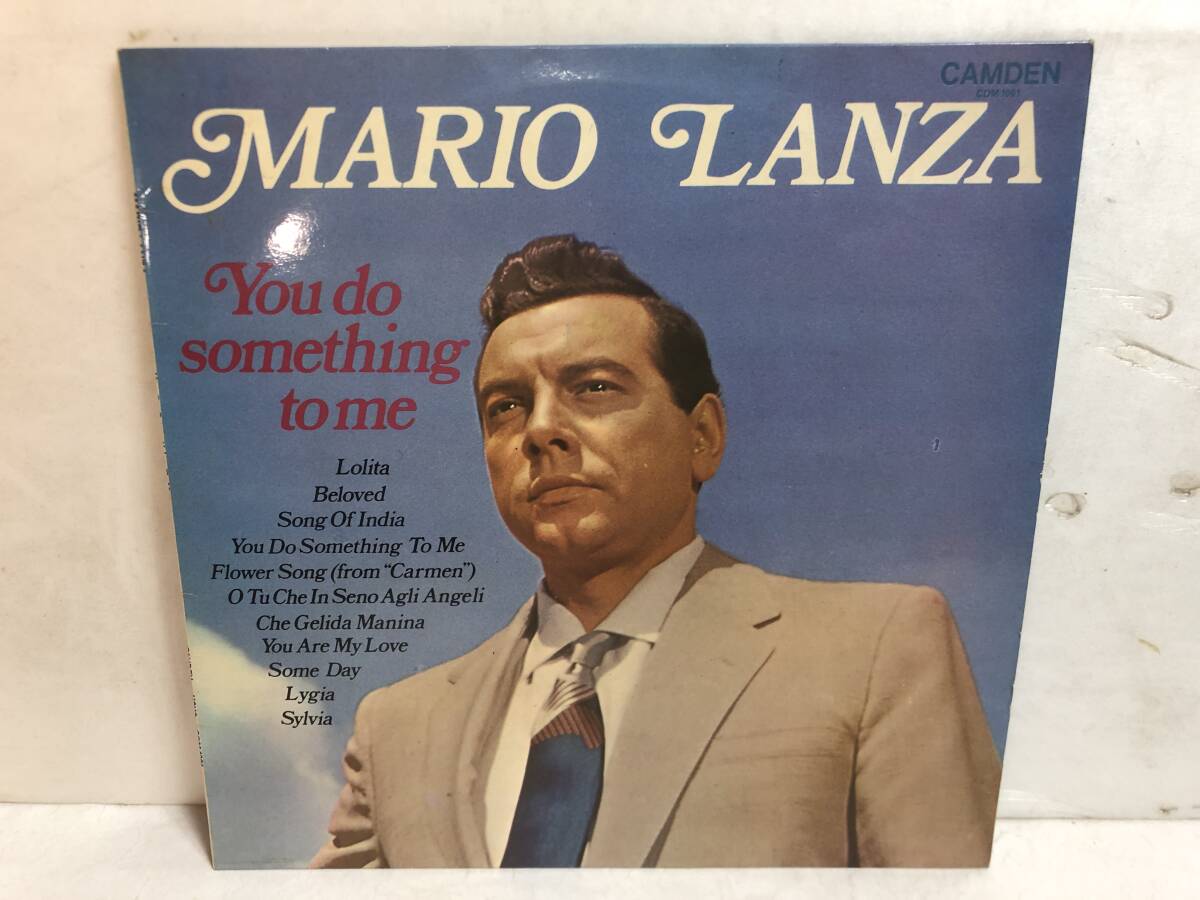 CAMDEN
CDM 1061
MARIO LANZA
You do
something
to me
Lolita
Beloved
Song Of India
You Do Something To Me
Flower Song (from "Carmen")
O Tu Che In Seno Agli Angeli
Che Gelida Manina
You Are My Love
Some Day
Lygia
Sylvia